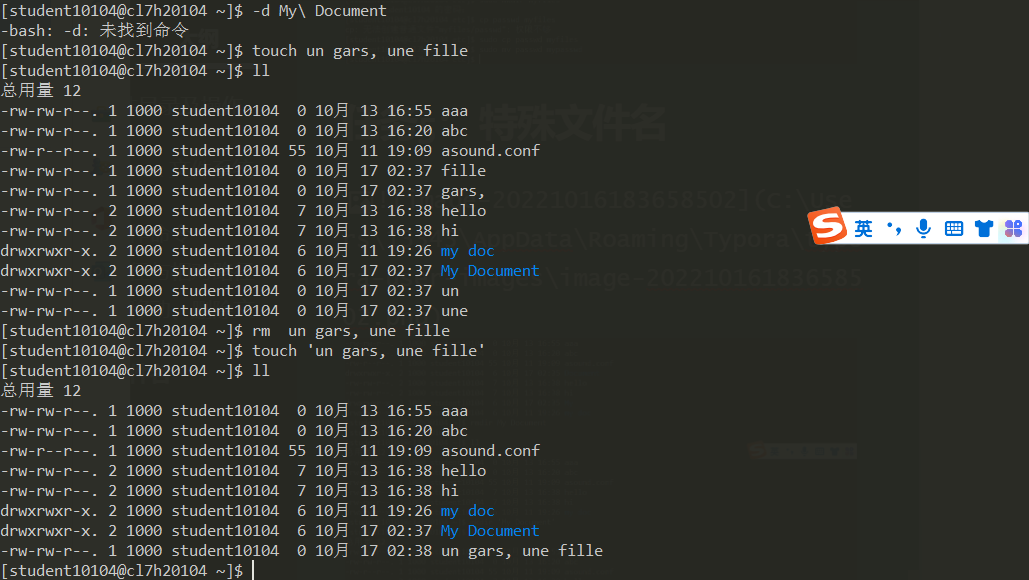 [student10104@cl7h20104 ~]$ -d My\ Document
-bash: -d: 未找到命令
[student10104@cl7h20104 ~]$ touch un gars, une fille
[student10104@cl7h20104 ~]$ ll
总用量 12
-rw-rw-r--. 1 1000 student10104  0 10月 13 16:55 aaa
-rw-rw-r--. 1 1000 student10104  0 10月 13 16:20 abc
-rw-r--r--. 1 1000 student10104 55 10月 11 19:09 asound.conf
-rw-rw-r--. 1 1000 student10104  0 10月 17 02:37 fille
-rw-rw-r--. 1 1000 student10104  0 10月 17 02:37 gars,
-rw-rw-r--. 2 1000 student10104  7 10月 13 16:38 hello
-rw-rw-r--. 2 1000 student10104  7 10月 13 16:38 hi
drwxrwxr-x. 2 1000 student10104  6 10月 11 19:26 my doc
drwxrwxr-x. 2 1000 student10104  6 10月 17 02:37 My Document
-rw-rw-r--. 1 1000 student10104  0 10月 17 02:37 un
-rw-rw-r--. 1 1000 student10104  0 10月 17 02:37 une
[student10104@cl7h20104 ~]$ rm  un gars, une fille
[student10104@cl7h20104 ~]$ touch 'un gars, une fille'
[student10104@cl7h20104 ~]$ ll
总用量 12
-rw-rw-r--. 1 1000 student10104  0 10月 13 16:55 aaa
-rw-rw-r--. 1 1000 student10104  0 10月 13 16:20 abc
-rw-r--r--. 1 1000 student10104 55 10月 11 19:09 asound.conf
-rw-rw-r--. 2 1000 student10104  7 10月 13 16:38 hello
-rw-rw-r--. 2 1000 student10104  7 10月 13 16:38 hi
drwxrwxr-x. 2 1000 student10104  6 10月 11 19:26 my doc
drwxrwxr-x. 2 1000 student10104  6 10月 17 02:37 My Document
-rw-rw-r--. 1 1000 student10104  0 10月 17 02:38 un gars, une fille
[student10104@cl7h20104 ~]$
特殊文件名
英